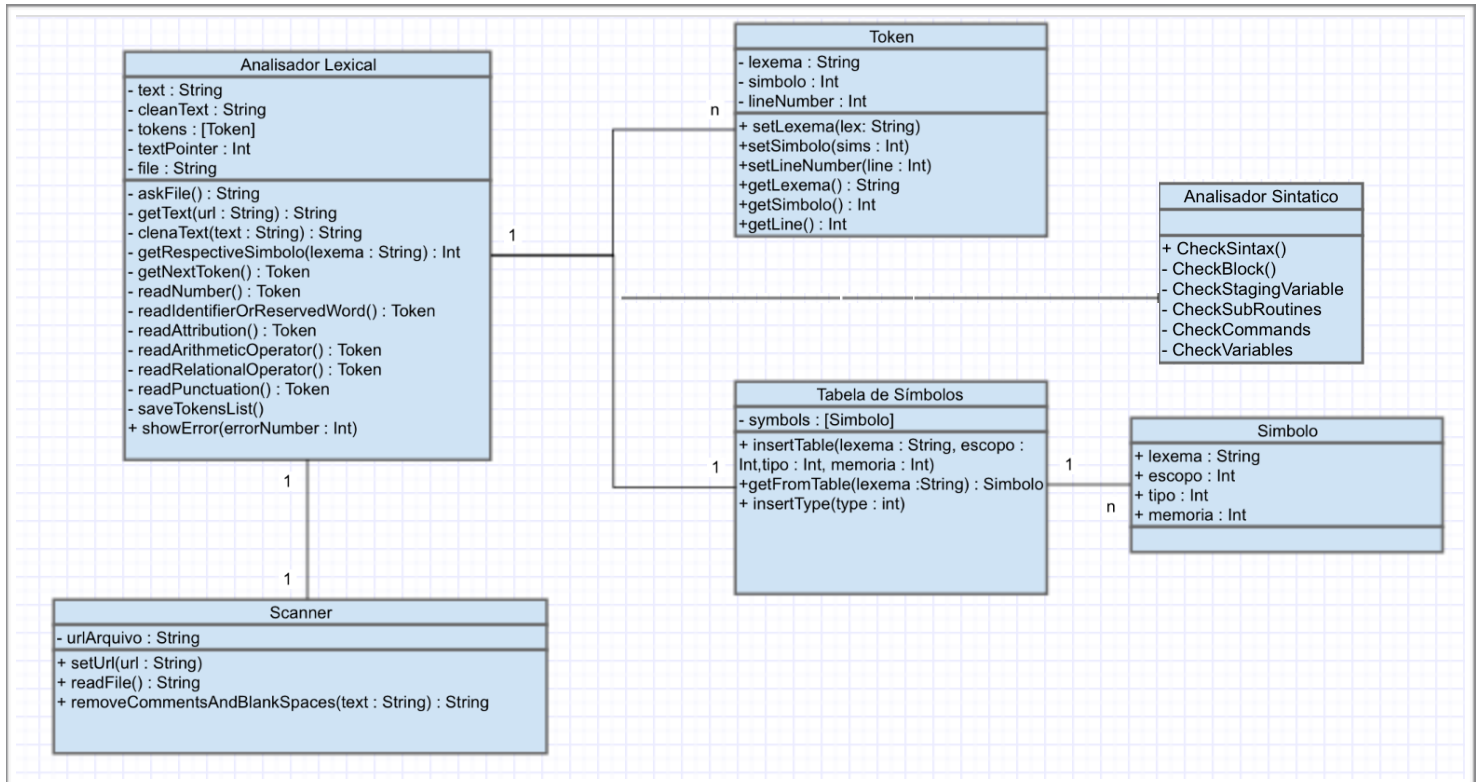 Analisador Lexical
- text : String
- cleanText : String
- tokens : [Token]
- textPointer : Int
- file : String
- askFile() : String
- getText(url : String) : String
- clenaText(text : String) : String
- getRespectiveSimbolo(lexema : String) : Int
- getNextToken() : Token
- readNumber() : Token
- readIdentifierOrReservedWord() : Token
- readAttribution() : Token
- readArithmeticOperator() : Token
- readRelationalOperator() : Token
- readPunctuation() : Token
- saveTokensList()
+ showError(errorNumber : Int)
1
n
Token
- lexema : String
- simbolo : Int
- lineNumber : Int
+ setLexema(lex: String)
+setSimbolo(sims : Int)
+setLineNumber(line : Int)
+getLexema() : String
+getSimbolo() : Int
+getLine() : Int
Analisador Sintatico
+ CheckSintax()
- CheckBlock()
- CheckStagingVariable
- CheckSubRoutines
- CheckCommands
- CheckVariables
1
Tabela de Símbolos
- symbols : [Simbolo]
+ insertTable(lexema : String, escopo :
Int,tipo : Int, memoria : Int)
+getFromTable(lexema :String) : Simbolo
+ insertType(type : int)
1
n
Simbolo
+ lexema : String
+ escopo : Int
+ tipo : Int
+ memoria : Int
1
1
Scanner
- urlArquivo : String
+ setUrl(url : String)
+ readFile() : String
+ removeCommentsAndBlankSpaces(text : String) : String